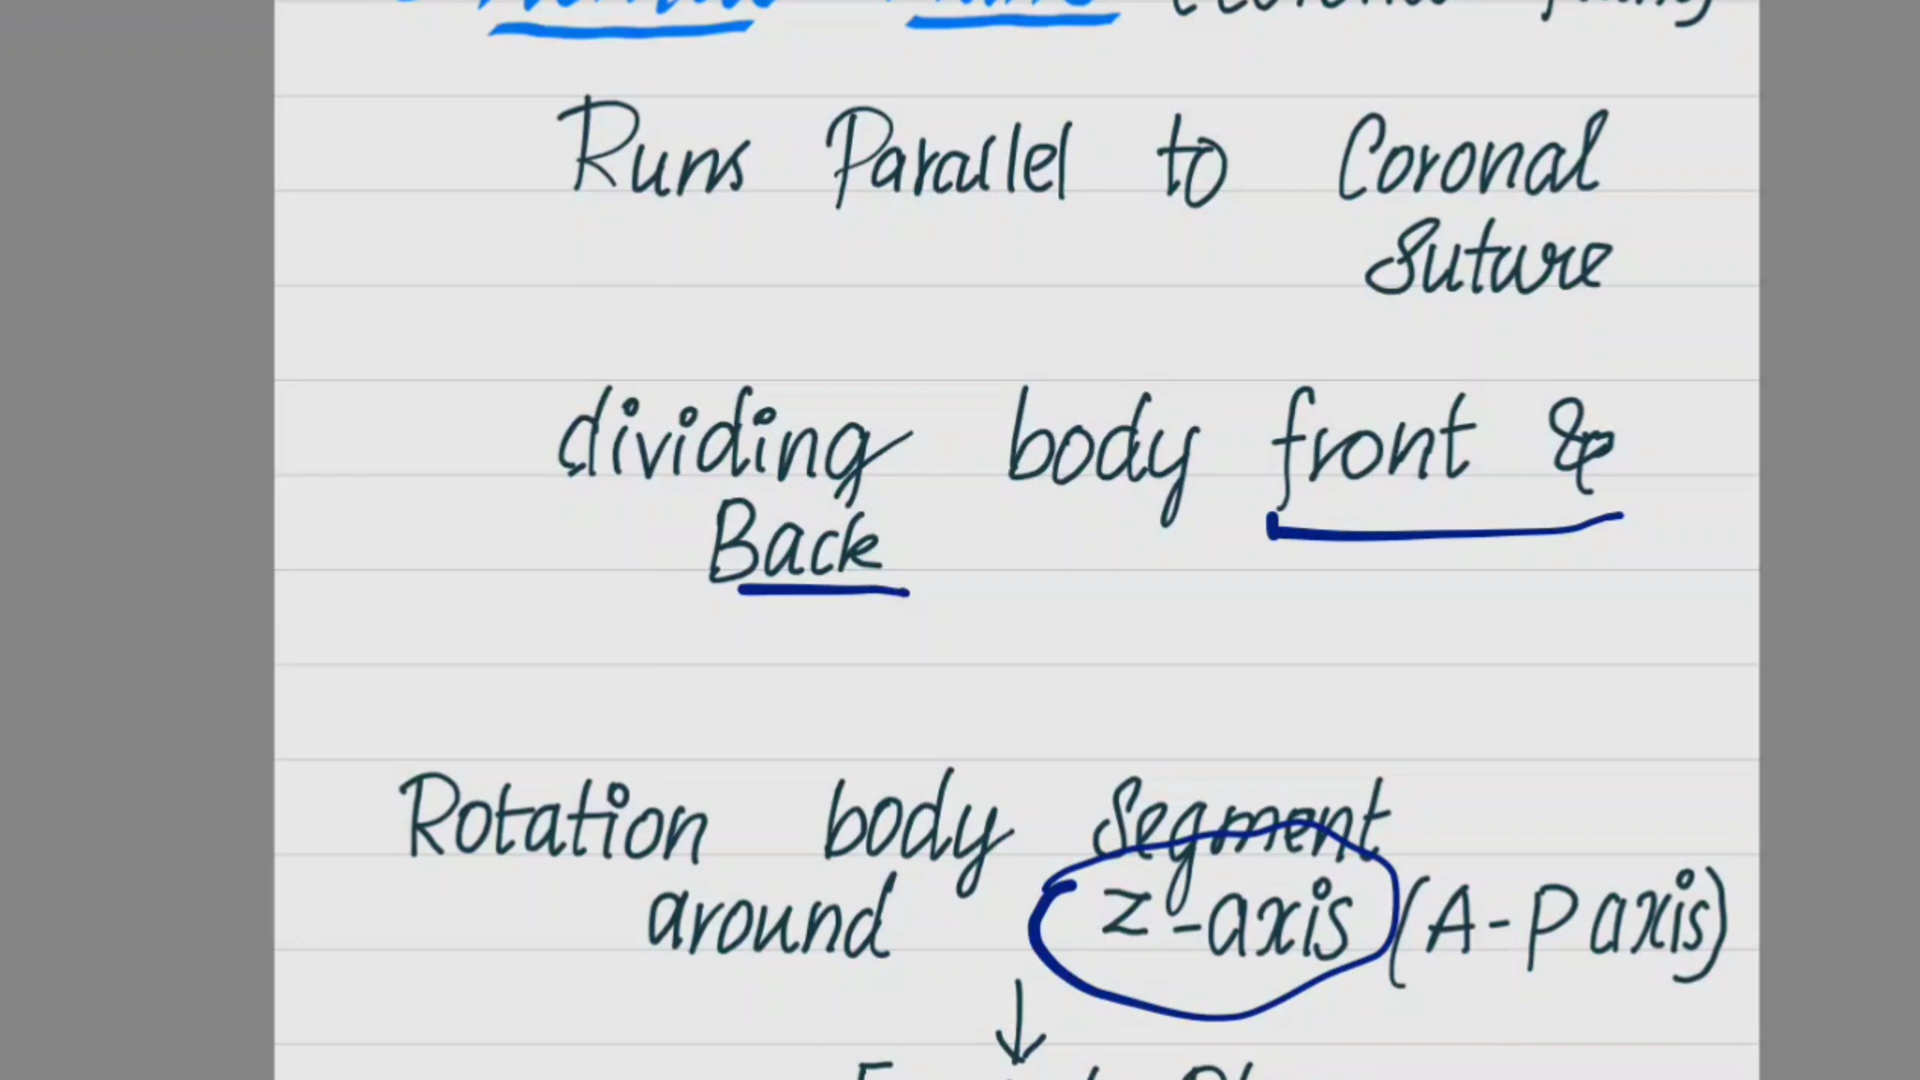 Runs Parallel to Coronal
Suture
dividing body front &
Back
Rotation body Segment
around z-axis (A-P axis)